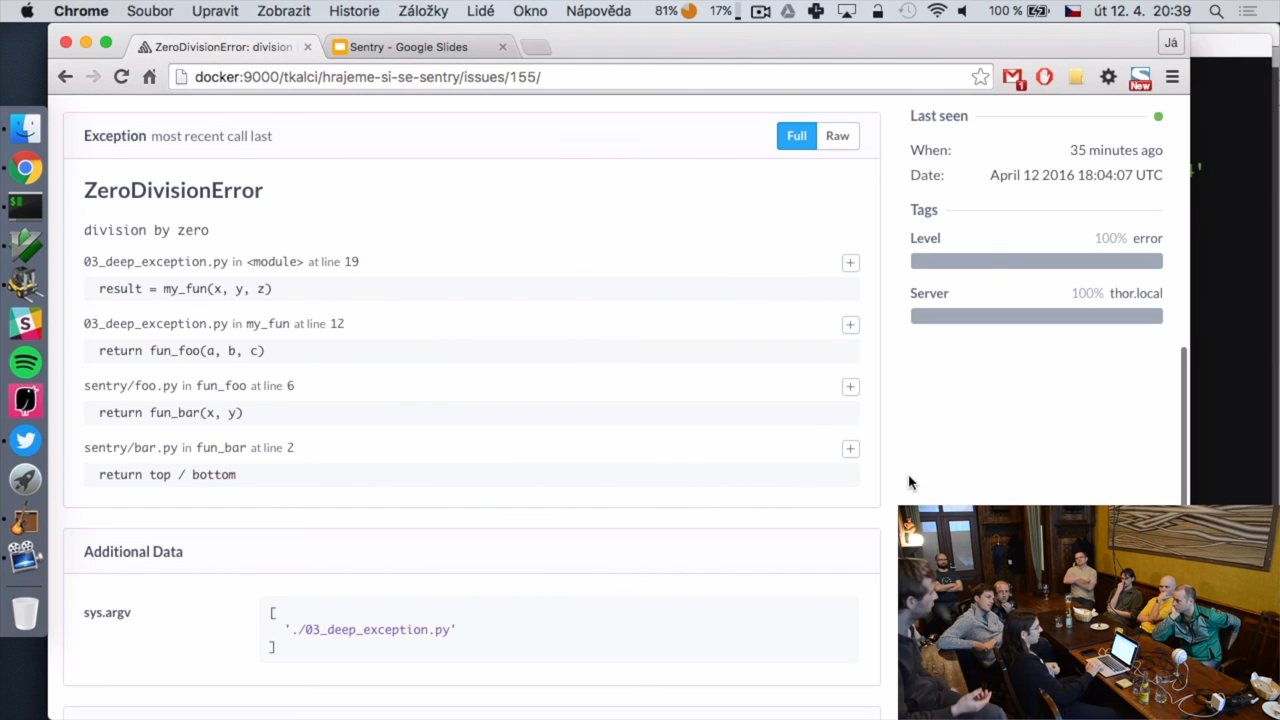 Chrome Soubor Upravit Zobrazit Historie Záložky Lidé Okno Nápověda 81% 17% 100 % út 12. 4. 20:39
ZeroDivisionError: division
Sentry - Google Slides
Já
docker:9000/tkalci/hrajeme-si-se-sentry/issues/155/
1
New
Exception most recent call last
Full Raw
ZeroDivisionError
division by zero
03_deep_exception.py in <module> at line 19
result = my_fun(x, y, z)
03_deep_exception.py in my_fun at line 12
return fun_foo(a, b, c)
sentry/foo.py in fun_foo at line 6
return fun_bar(x, y)
sentry/bar.py in fun_bar at line 2
return top / bottom
Additional Data
sys.argv
[
'./03_deep_exception.py'
]
Last seen
When: 35 minutes ago
Date: April 12 2016 18:04:07 UTC
Tags
Level 100% error
Server 100% thor.local